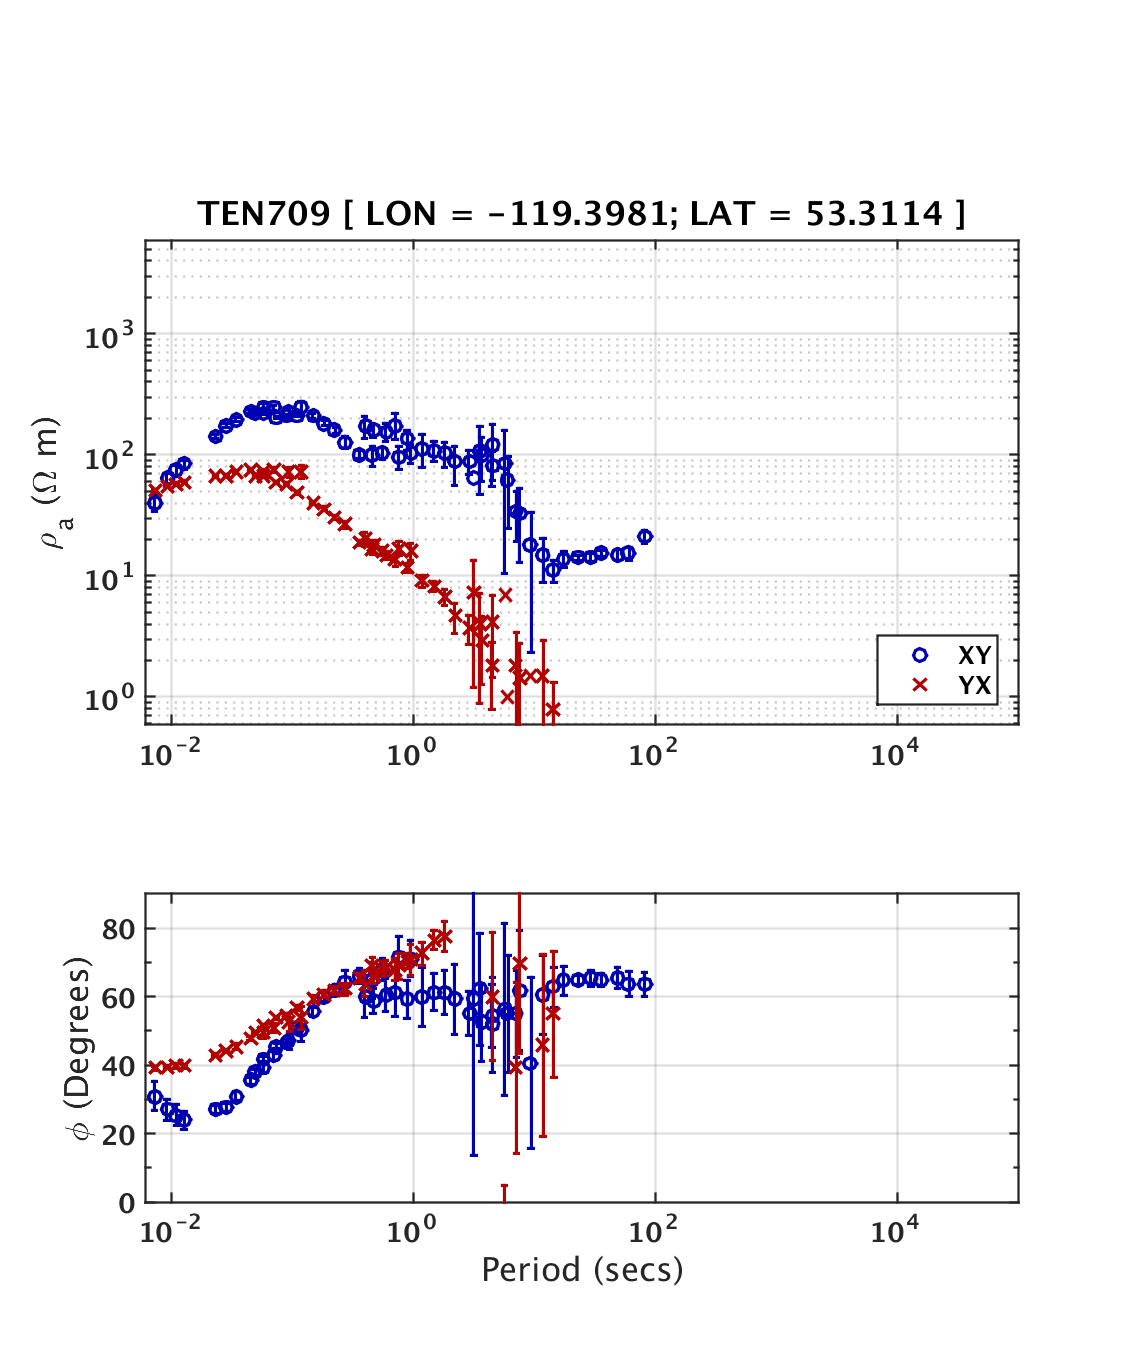 TEN709 [ LON = -119.3981; LAT = 53.3114 ]
ρa (Ω m)
10^3
10^2
10^1
10^0
XY
YX
10^-2 10^0 10^2 10^4
ϕ (Degrees)
80
60
40
20
0
10^-2 10^0 10^2 10^4
Period (secs)